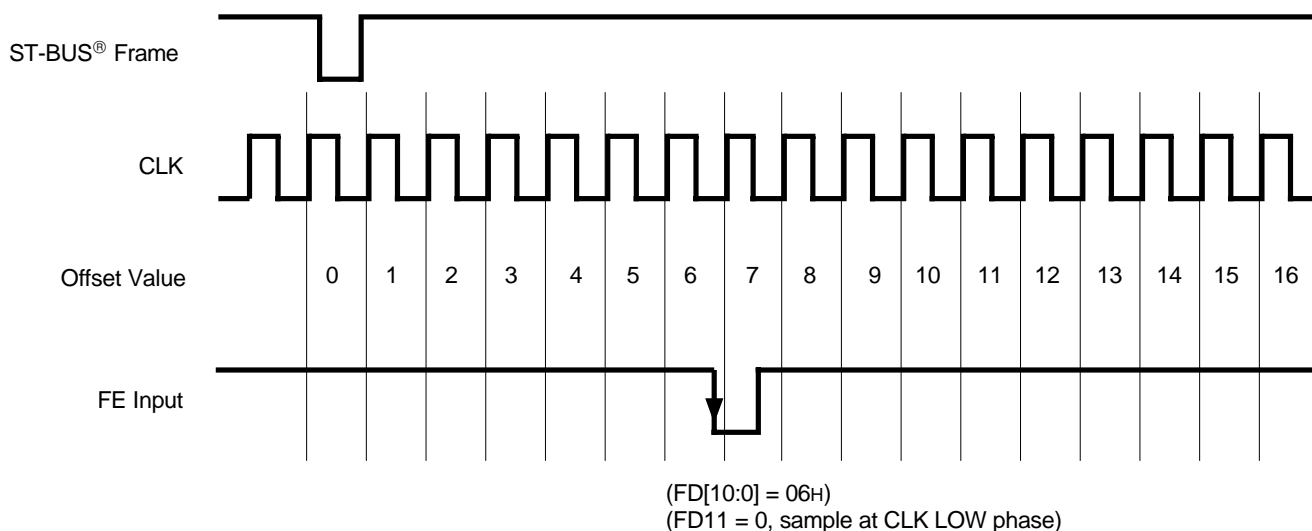 ST-BUS® Frame
CLK
Offset Value 0 1 2 3 4 5 6 7 8 9 10 11 12 13 14 15 16
FE Input
(FD[10:0] = 06H)
(FD11 = 0, sample at CLK LOW phase)